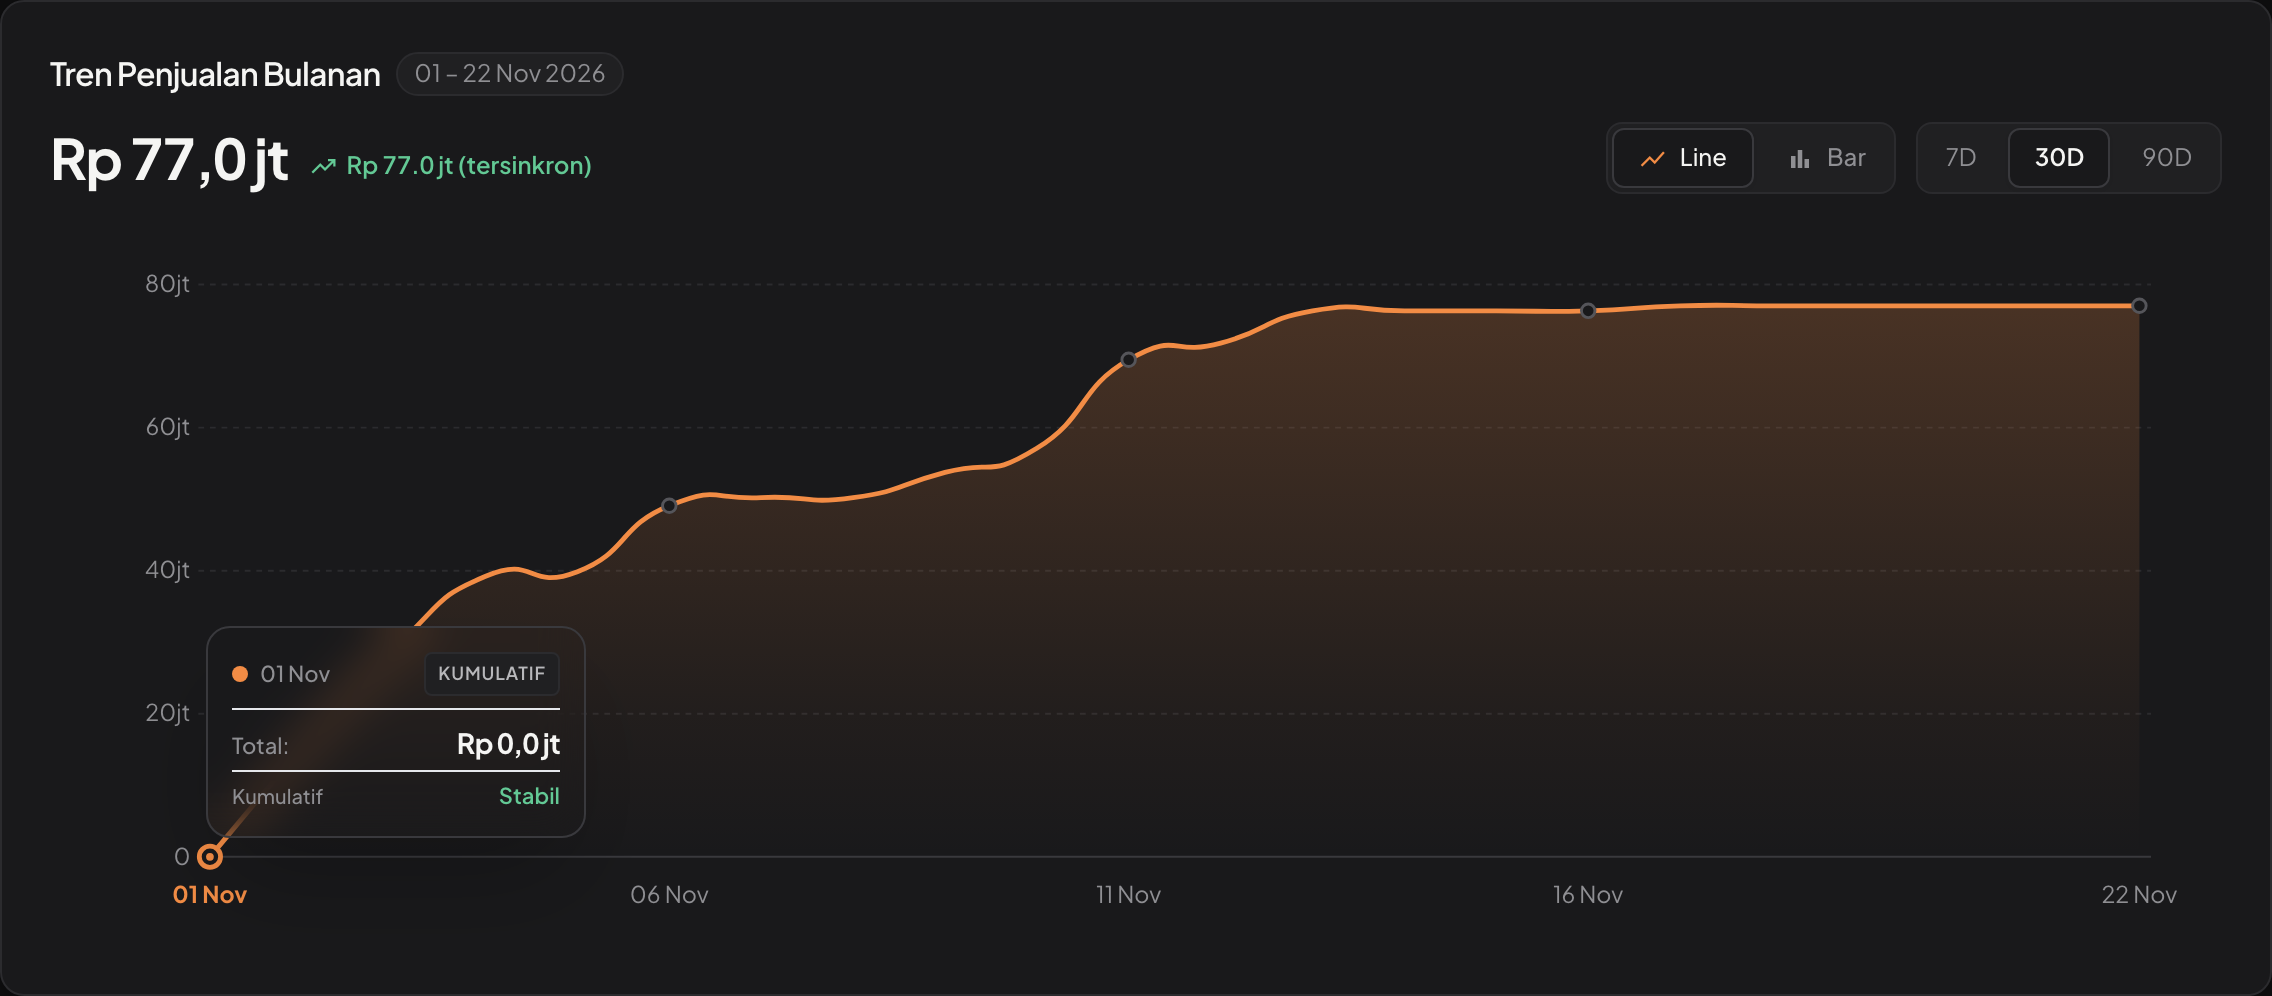 Tren Penjualan Bulanan 01 – 22 Nov 2026
Rp 77,0 jt Rp 77.0 jt (tersinkron)
Line Bar 7D 30D 90D
80jt
60jt
40jt
20jt
0
01 Nov KUMULATIF
Total: Rp 0,0 jt
Kumulatif Stabil
01 Nov 06 Nov 11 Nov 16 Nov 22 Nov